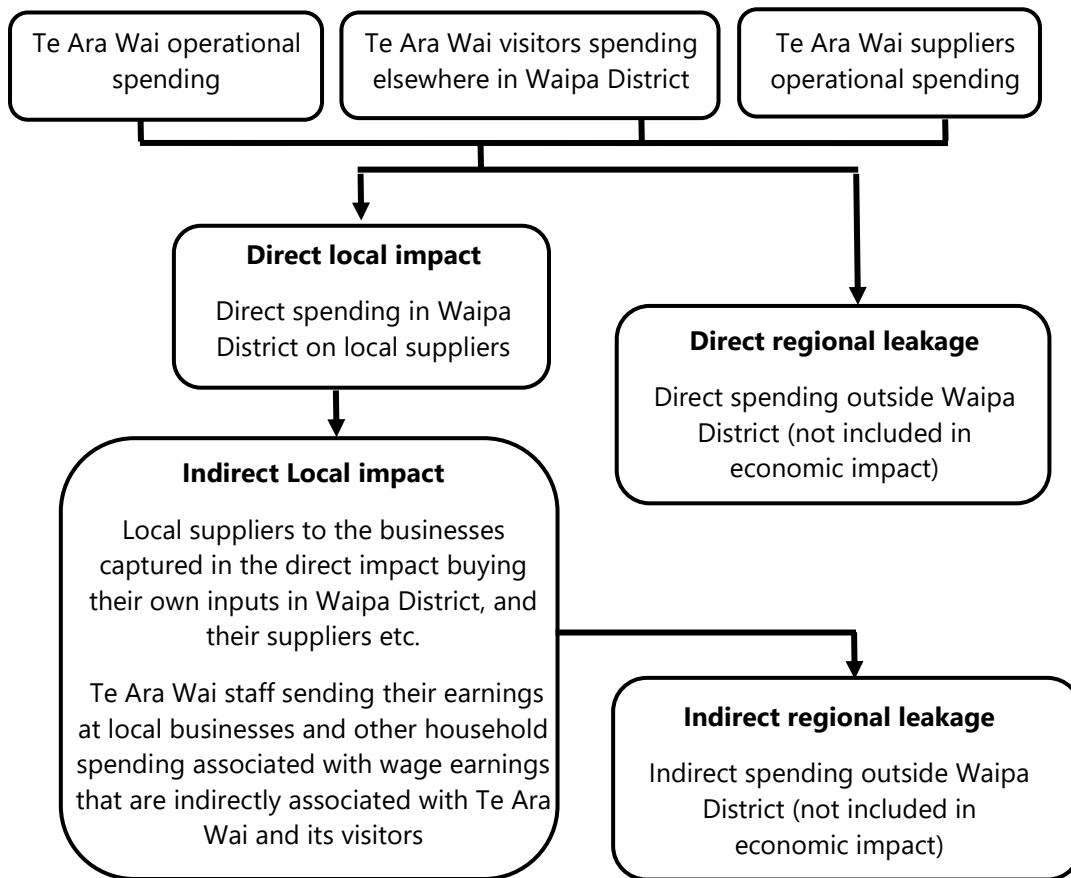 Te Ara Wai operational
spending
Te Ara Wai visitors spending
elsewhere in Waipa District
Te Ara Wai suppliers
operational spending
Direct local impact
Direct spending in Waipa
District on local suppliers
Direct regional leakage
Direct spending outside Waipa
District (not included in
economic impact)
Indirect Local impact
Local suppliers to the businesses
captured in the direct impact buying
their own inputs in Waipa District, and
their suppliers etc.
Te Ara Wai staff sending their earnings
at local businesses and other household
spending associated with wage earnings
that are indirectly associated with Te Ara
Wai and its visitors
Indirect regional leakage
Indirect spending outside Waipa
District (not included in
economic impact)